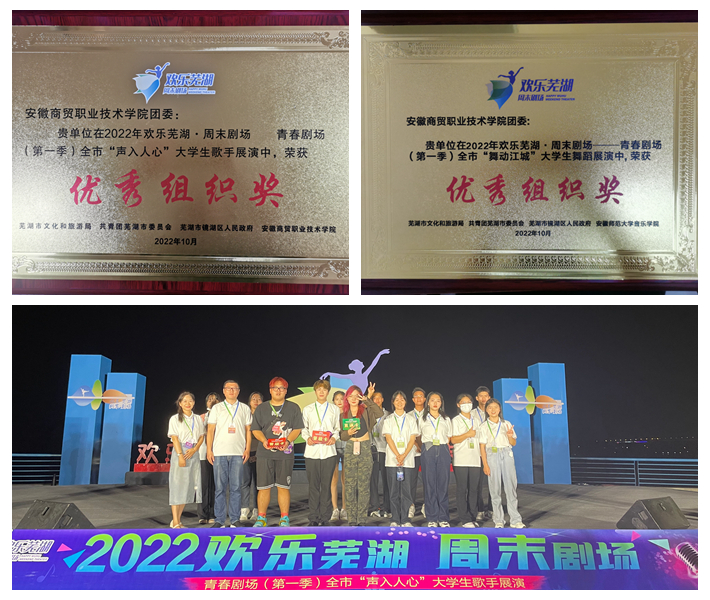 欢乐芜湖
周末剧场
安徽商贸职业技术学院团委：
贵单位在2022年欢乐芜湖·周末剧场 青春剧场
（第一季）全市“声入人心”大学生歌手展演中，荣获
优秀组织奖
芜湖市文化和旅游局 共青团芜湖市委员会 芜湖市镜湖区人民政府 安徽商贸职业技术学院
2022年10月
欢乐芜湖
周末剧场
安徽商贸职业技术学院团委：
贵单位在2022年欢乐芜湖·周末剧场——青春剧场
（第一季）全市“舞动江城”大学生舞蹈展演中，荣获
优秀组织奖
芜湖市文化和旅游局 共青团芜湖市委员会 芜湖市镜湖区人民政府 安徽师范大学音乐学院
2022年10月
欢
欢乐芜湖
2022欢乐芜湖 周末剧场
青春剧场（第一季）全市“声入人心”大学生歌手展演